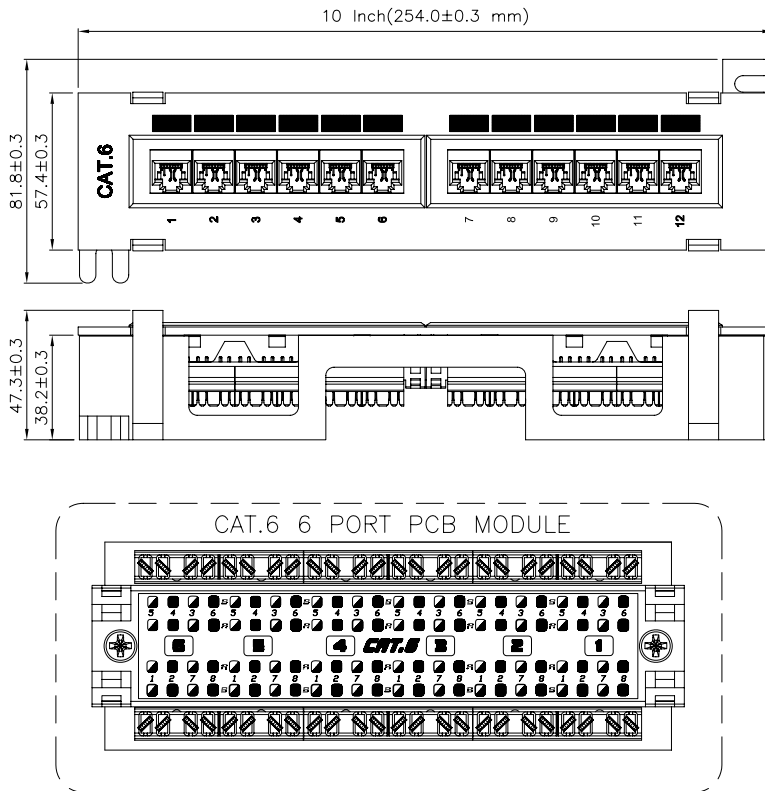 10 Inch(254.0±0.3 mm)
81.8±0.3
57.4±0.3
CAT.6
1 2 3 4 5 6 7 8 9 10 11 12
47.3±0.3
38.2±0.3
CAT.6 6 PORT PCB MODULE
5 4 3 6 5 4 3 6 5 4 3 6 5 4 3 6 5 4 3 6 5 4 3 6
6 5 4 CAT.6 3 2 1
1 2 7 8 1 2 7 8 1 2 7 8 1 2 7 8 1 2 7 8 1 2 7 8